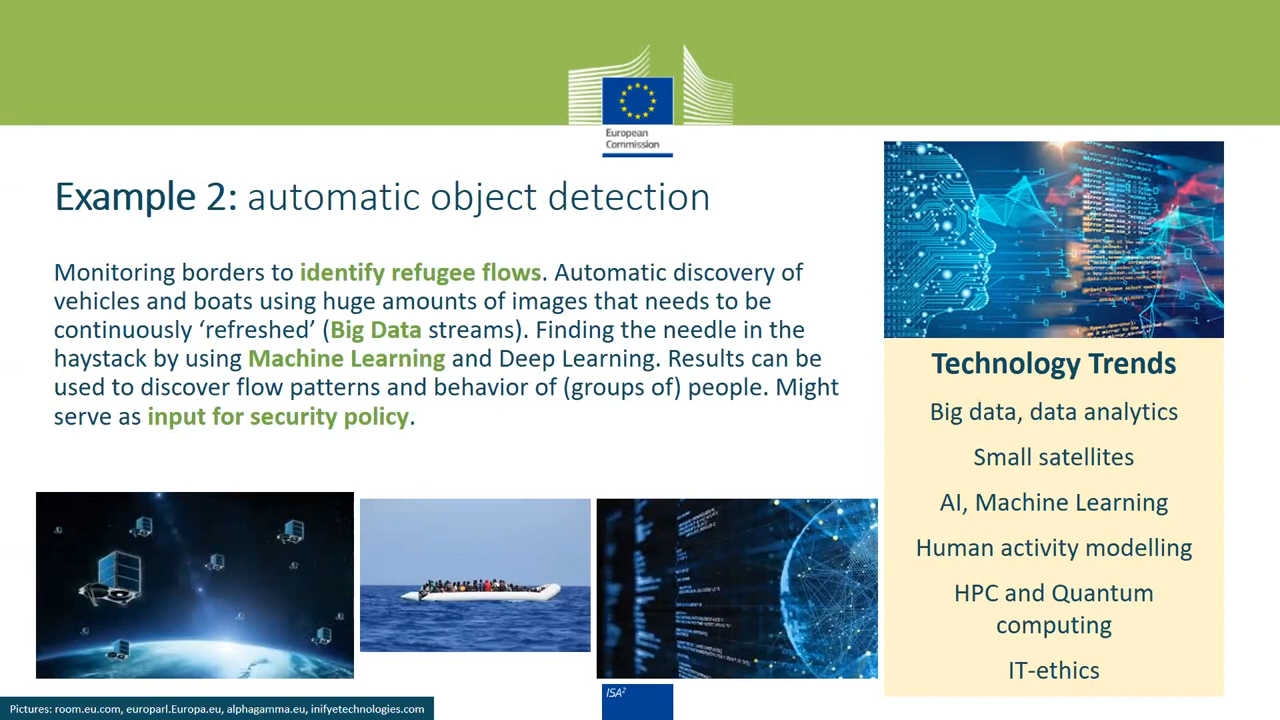 European
Commission
Example 2: automatic object detection
Monitoring borders to identify refugee flows. Automatic discovery of
vehicles and boats using huge amounts of images that needs to be
continuously ‘refreshed’ (Big Data streams). Finding the needle in the
haystack by using Machine Learning and Deep Learning. Results can be
used to discover flow patterns and behavior of (groups of) people. Might
serve as input for security policy.
Technology Trends
Big data, data analytics
Small satellites
AI, Machine Learning
Human activity modelling
HPC and Quantum
computing
IT-ethics
ISA²
Pictures: room.eu.com, europarl.Europa.eu, alphagamma.eu, inifyetechnologies.com